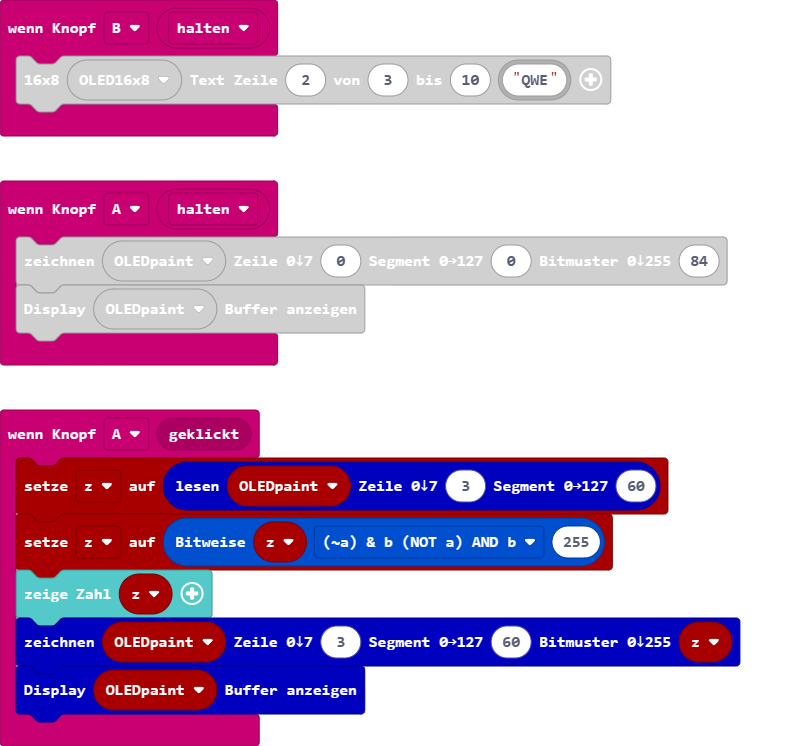 wenn Knopf B halten
16x8 OLED16x8 Text Zeile 2 von 3 bis 10 "QWE"
wenn Knopf A halten
zeichnen OLEDpaint Zeile 0↓7 0 Segment 0→127 0 Bitmuster 0↓255 84
Display OLEDpaint Buffer anzeigen
wenn Knopf A geklickt
setze z auf lesen OLEDpaint Zeile 0↓7 3 Segment 0→127 60
setze z auf Bitweise z (~a) & b (NOT a) AND b 255
zeige Zahl z
zeichnen OLEDpaint Zeile 0↓7 3 Segment 0→127 60 Bitmuster 0↓255 z
Display OLEDpaint Buffer anzeigen